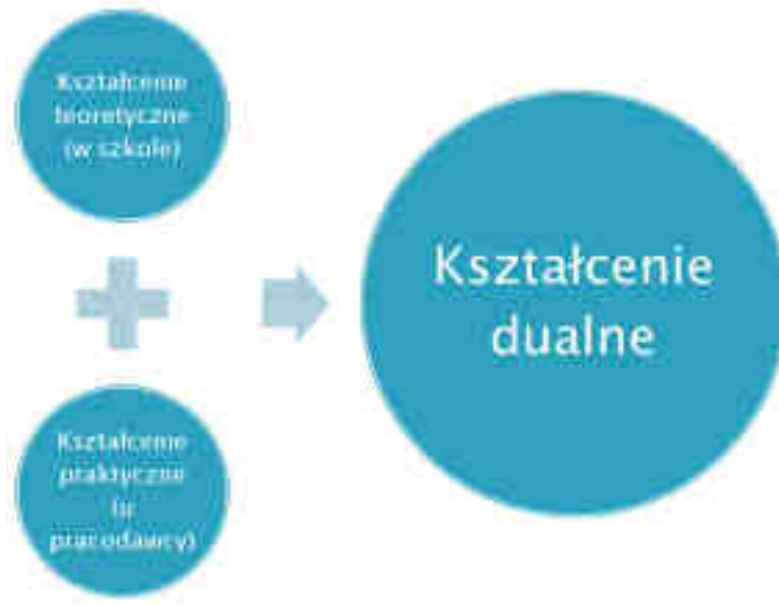 Kształcenie
teoretyczne
(w szkole)
Kształcenie
praktyczne
(u
pracodawcy)
Kształcenie
dualne